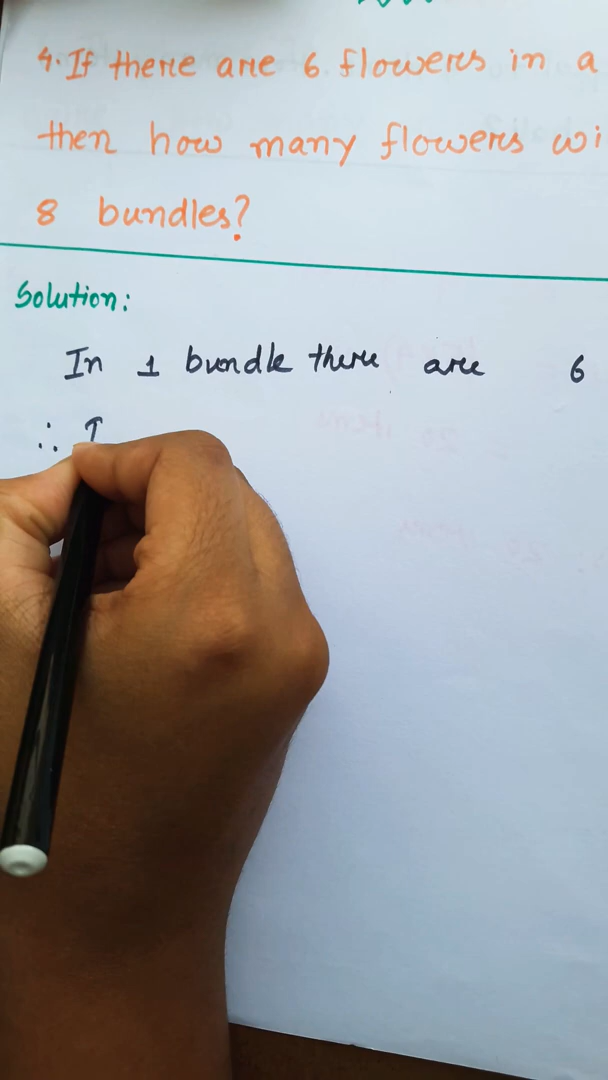 4. If there are 6 flowers in a
then how many flowers wi
8 bundles?
Solution:
In 1 bundle there are 6
∴ I